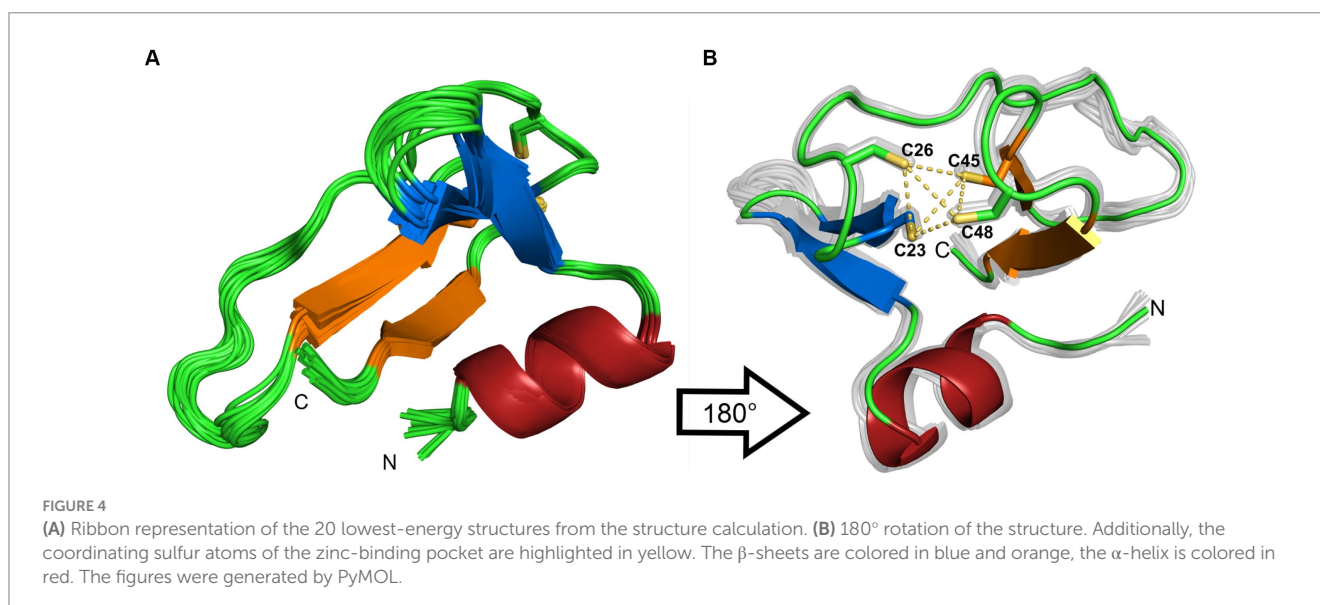 A
B
C26
C45
C48
C23
C
N
C
N
180°
FIGURE 4
(A) Ribbon representation of the 20 lowest-energy structures from the structure calculation. (B) 180° rotation of the structure. Additionally, the
coordinating sulfur atoms of the zinc-binding pocket are highlighted in yellow. The β-sheets are colored in blue and orange, the α-helix is colored in
red. The figures were generated by PyMOL.